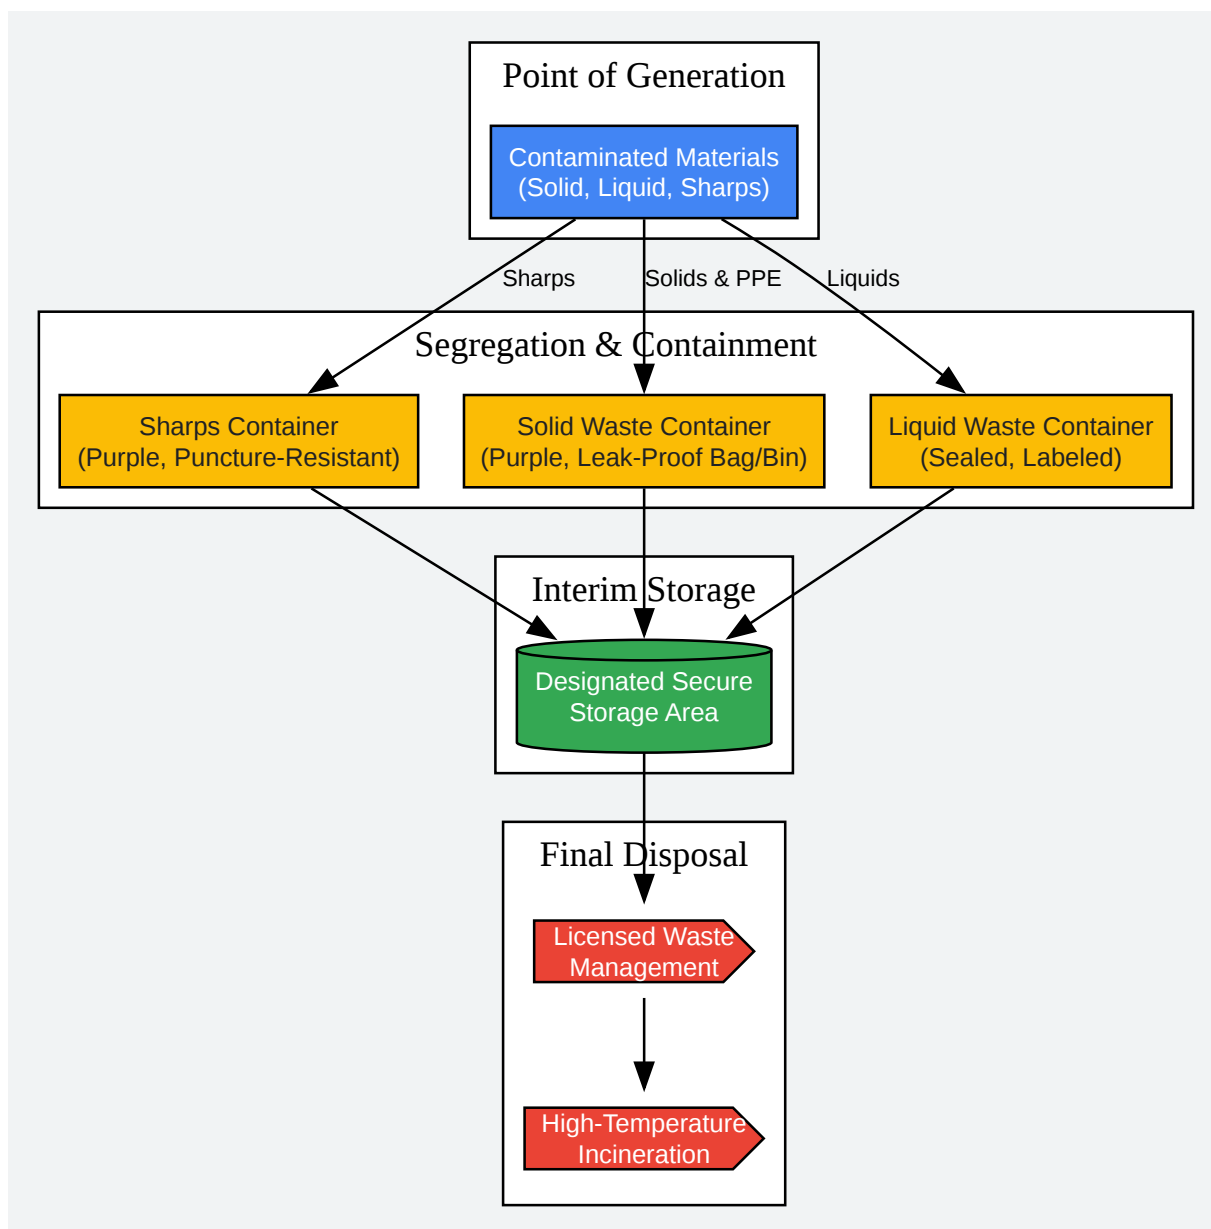 Point of Generation
Contaminated Materials
(Solid, Liquid, Sharps)
Sharps
Solids & PPE
Liquids
Segregation & Containment
Sharps Container
(Purple, Puncture-Resistant)
Solid Waste Container
(Purple, Leak-Proof Bag/Bin)
Liquid Waste Container
(Sealed, Labeled)
Interim Storage
Designated Secure
Storage Area
Final Disposal
Licensed Waste
Management
High-Temperature
Incineration